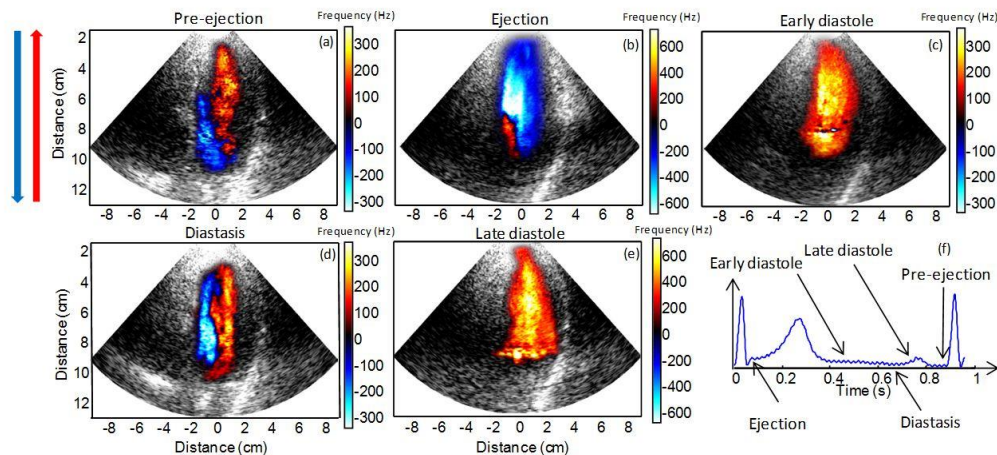 Pre-ejection
Frequency (Hz)
(a)
2
4
6
8
10
12
Distance (cm)
-8 -6 -4 -2 0 2 4 6 8
300
200
100
0
-100
-200
-300
Ejection
Frequency (Hz)
(b)
-8 -6 -4 -2 0 2 4 6 8
600
400
200
0
-200
-400
-600
Early diastole
Frequency (Hz)
(c)
-8 -6 -4 -2 0 2 4 6 8
300
200
100
0
-100
-200
-300
Diastasis
Frequency (Hz)
(d)
2
4
6
8
10
12
Distance (cm)
-8 -6 -4 -2 0 2 4 6 8
Distance (cm)
300
200
100
0
-100
-200
-300
Late diastole
Frequency (Hz)
(e)
-8 -6 -4 -2 0 2 4 6 8
Distance (cm)
600
400
200
0
-200
-400
-600
(f)
Early diastole
Late diastole
Pre-ejection
0 0.2 0.4 0.6 0.8
Time (s)
Ejection
Diastasis